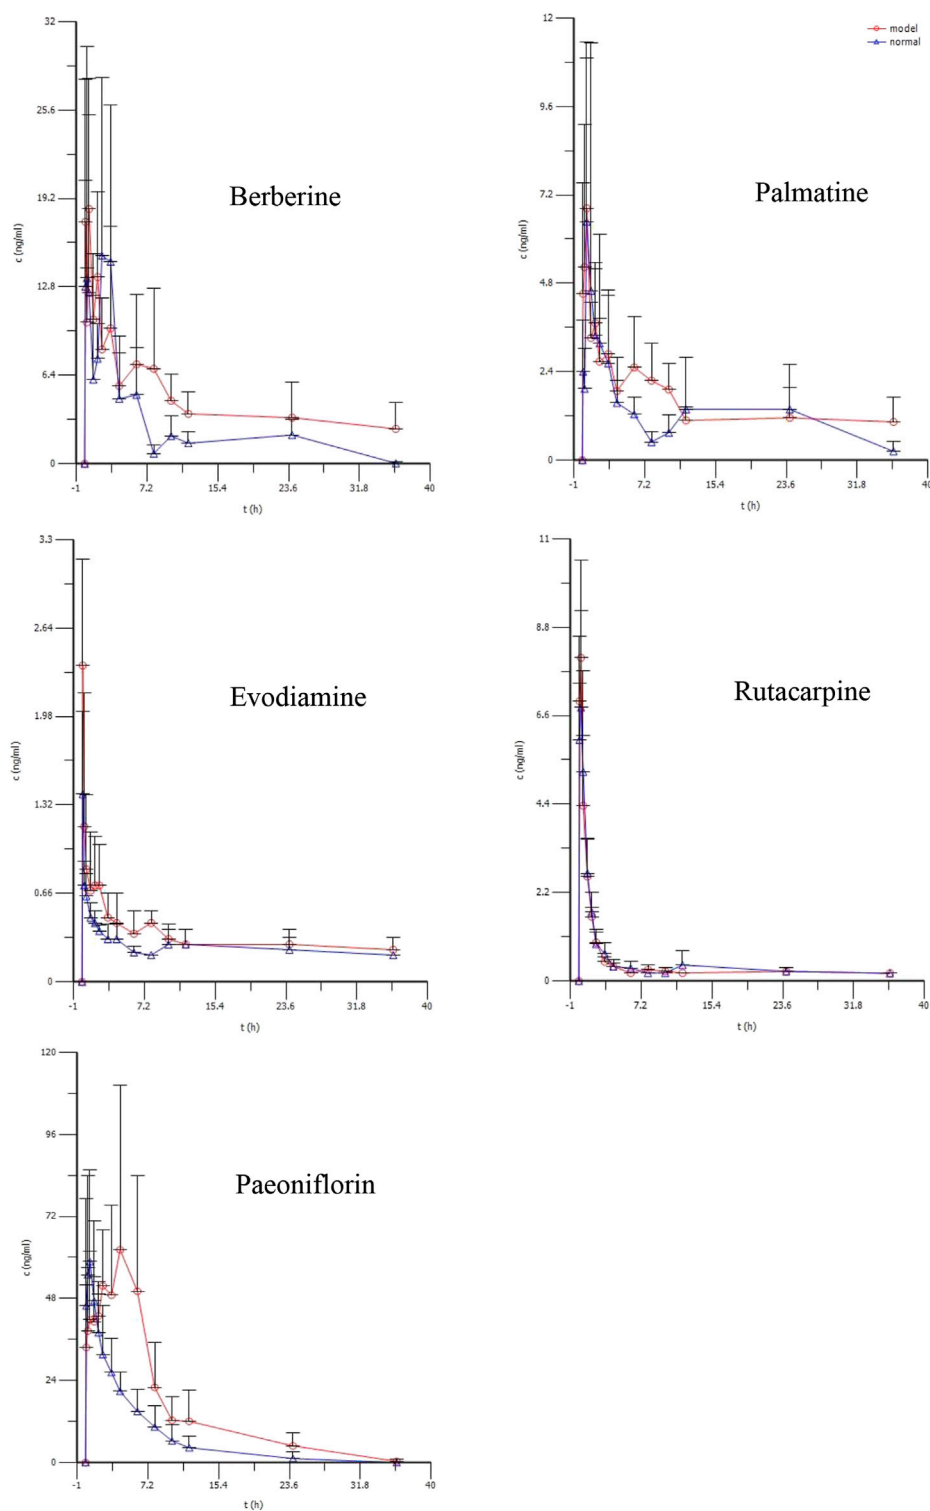 32
25.6
19.2
12.8
6.4
0
c (ng/ml)
Berberine
-1 7.2 15.4 23.6 31.8 40
t (h)
12
9.6
7.2
4.8
2.4
0
c (ng/ml)
model
normal
Palmatine
-1 7.2 15.4 23.6 31.8 40
t (h)
3.3
2.64
1.98
1.32
0.66
0
c (ng/ml)
Evodiamine
-1 7.2 15.4 23.6 31.8 40
t (h)
11
8.8
6.6
4.4
2.2
0
c (ng/ml)
Rutacarpine
-1 7.2 15.4 23.6 31.8 40
t (h)
120
96
72
48
24
0
c (ng/ml)
Paeoniflorin
-1 7.2 15.4 23.6 31.8 40
t (h)